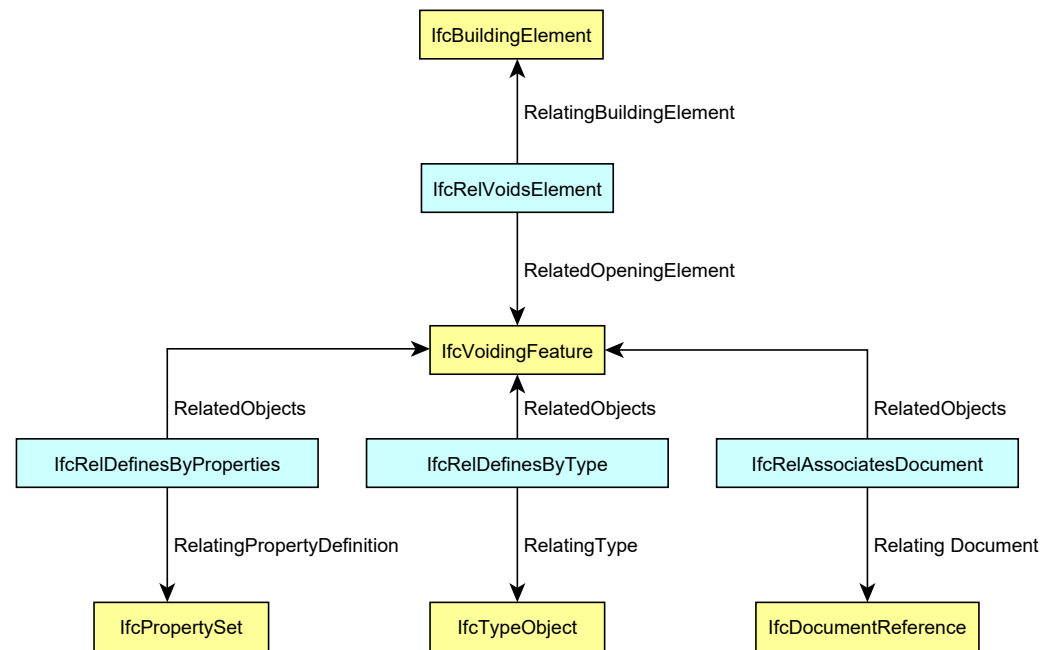 IfcBuildingElement
RelatingBuildingElement
IfcRelVoidsElement
RelatedOpeningElement
IfcVoidingFeature
RelatedObjects
RelatedObjects
RelatedObjects
IfcRelDefinesByProperties
IfcRelDefinesByType
IfcRelAssociatesDocument
RelatingPropertyDefinition
RelatingType
Relating Document
IfcPropertySet
IfcTypeObject
IfcDocumentReference